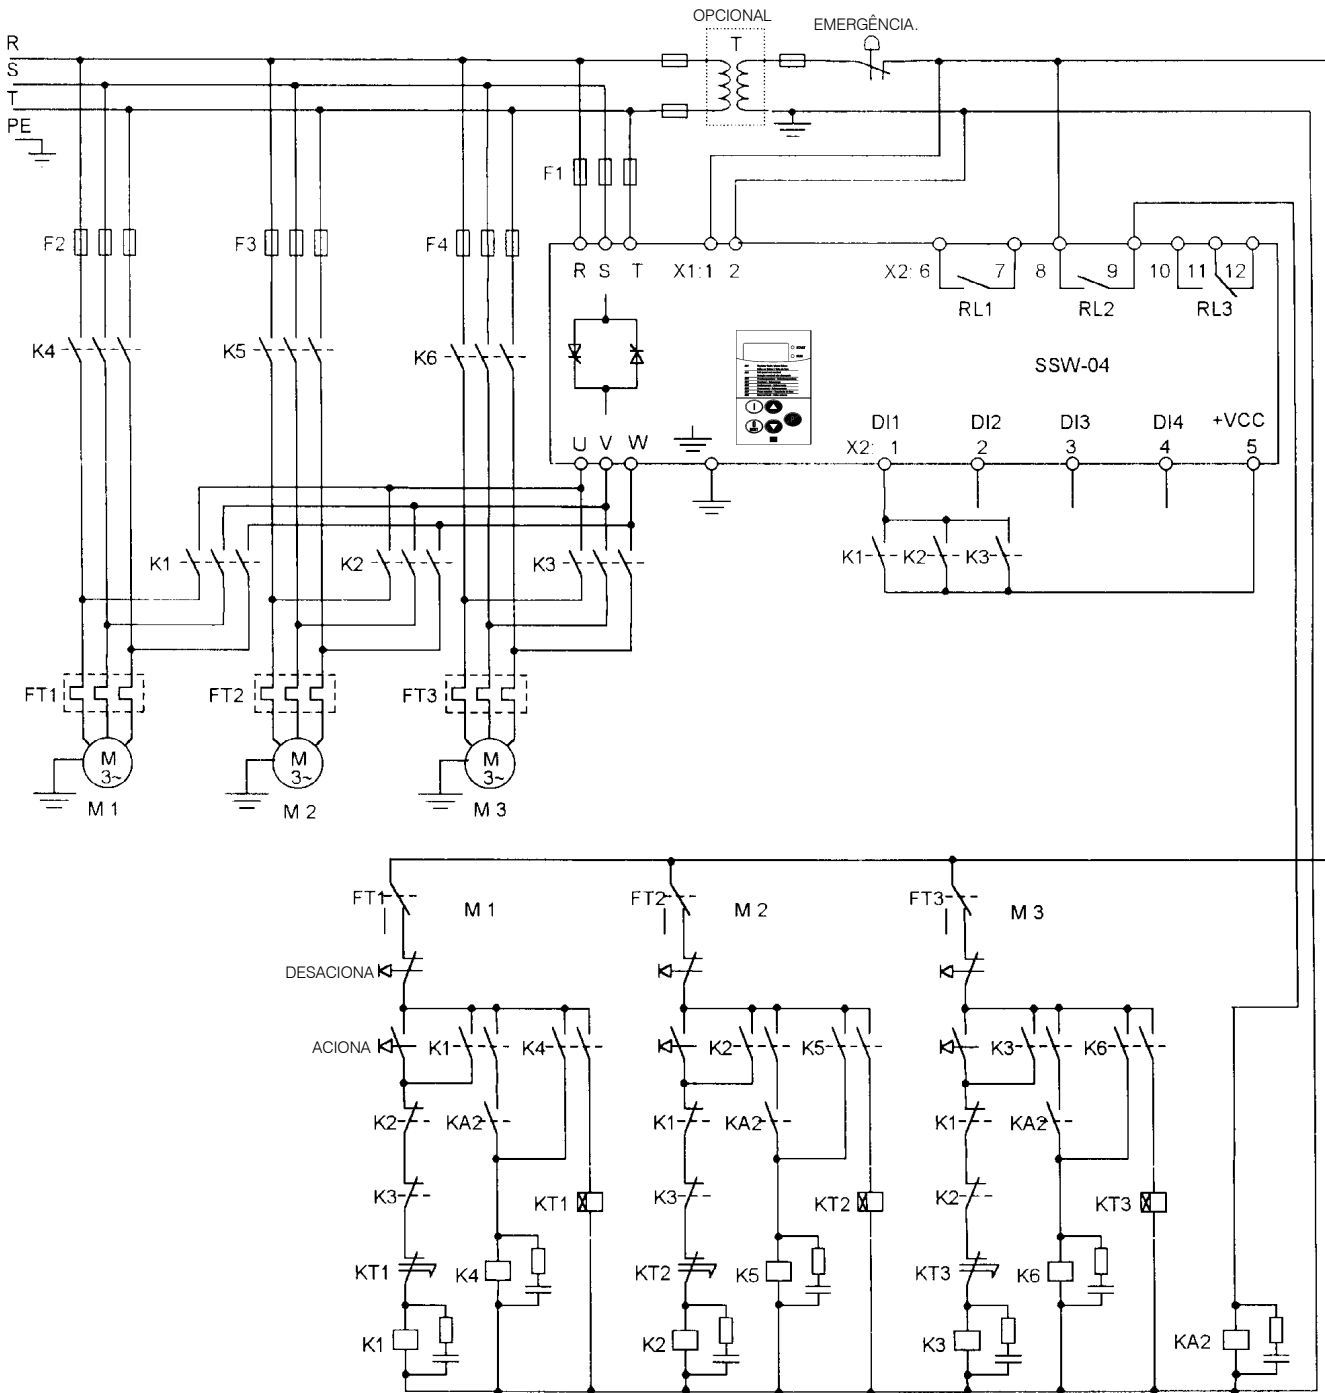 OPCIONAL
EMERGÊNCIA.
R
S
T
PE
T
F1
F2
F3
F4
R S T X1: 1 2 X2: 6 7 8 9 10 11 12
RL1 RL2 RL3
K4
K5
K6
SSW-04
DI1 DI2 DI3 DI4 +VCC
U V W
X2: 1 2 3 4 5
K1
K2
K3
K1 K2 K3
FT1
FT2
FT3
M
3~
M
3~
M
3~
M 1
M 2
M 3
FT1
M 1
FT2
M 2
FT3
M 3
DESACIONA
ACIONA
K1 K4
K2 K5
K3 K6
K2 KA2
K1 KA2
K1 KA2
K3 KT1
K3 KT2
K2 KT3
KT1 K4
KT2 K5
KT3 K6
K1
K2
K3
KA2